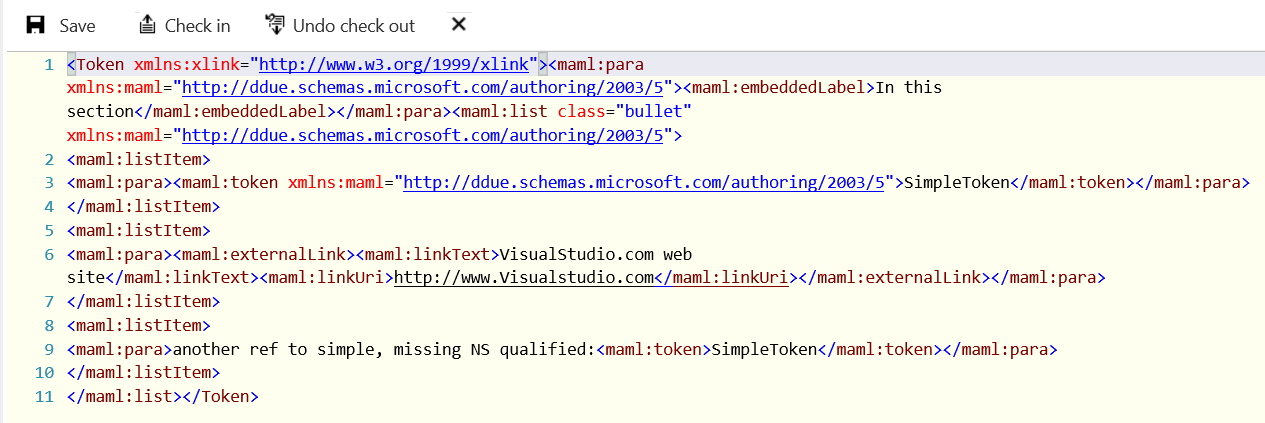 Save Check in Undo check out ✕
1 <Token xmlns:xlink="http://www.w3.org/1999/xlink"><maml:para
xmlns:maml="http://ddue.schemas.microsoft.com/authoring/2003/5"><maml:embeddedLabel>In this
section</maml:embeddedLabel></maml:para><maml:list class="bullet"
xmlns:maml="http://ddue.schemas.microsoft.com/authoring/2003/5">
2 <maml:listItem>
3 <maml:para><maml:token xmlns:maml="http://ddue.schemas.microsoft.com/authoring/2003/5">SimpleToken</maml:token></maml:para>
4 </maml:listItem>
5 <maml:listItem>
6 <maml:para><maml:externalLink><maml:linkText>VisualStudio.com web
site</maml:linkText><maml:linkUri>http://www.Visualstudio.com</maml:linkUri></maml:externalLink></maml:para>
7 </maml:listItem>
8 <maml:listItem>
9 <maml:para>another ref to simple, missing NS qualified:<maml:token>SimpleToken</maml:token></maml:para>
10 </maml:listItem>
11 </maml:list></Token>